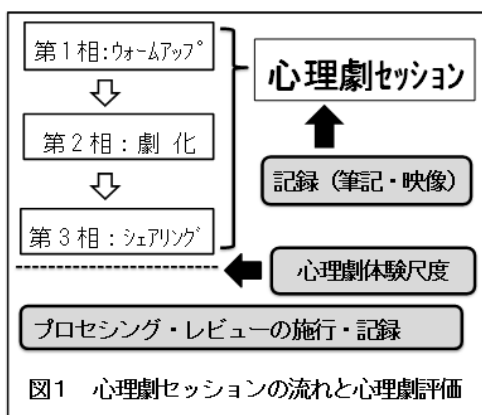 第1相:ウォームアップ
心理劇セッション
第2相:劇 化
記録（筆記・映像）
第3相:シェアリング
心理劇体験尺度
プロセシング・レビューの施行・記録
図1 心理劇セッションの流れと心理劇評価